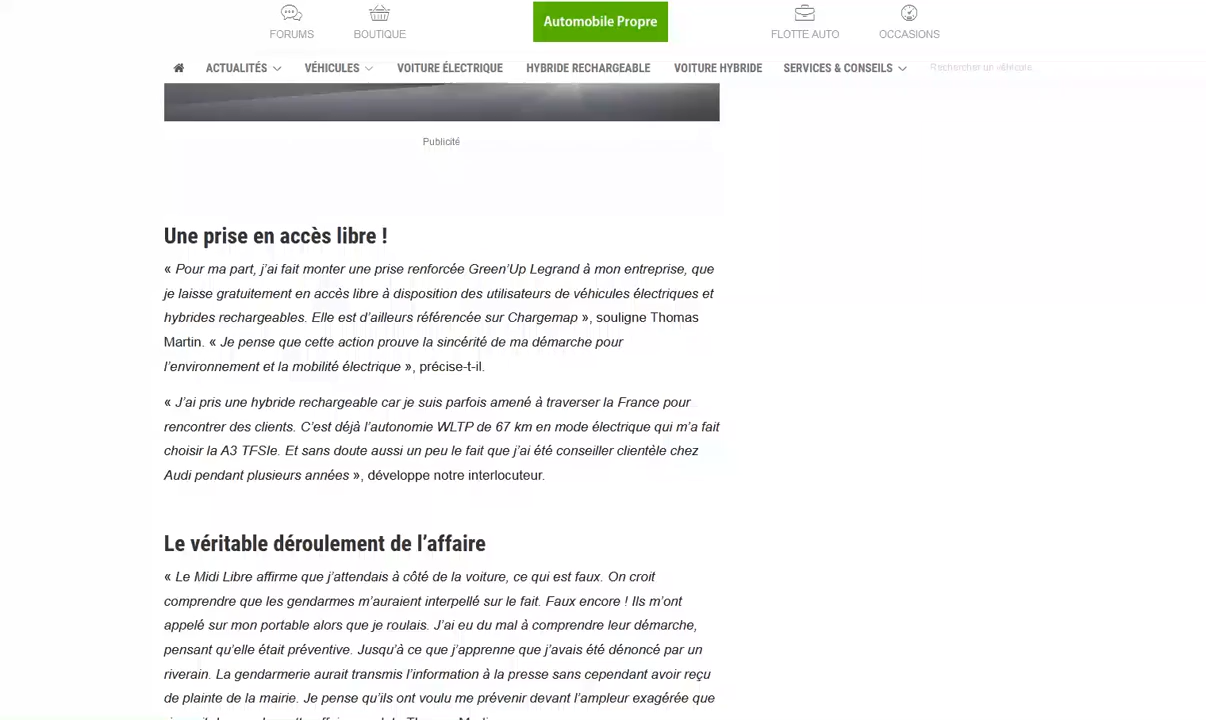 FORUMS
BOUTIQUE
Automobile Propre
FLOTTE AUTO
OCCASIONS
ACTUALITÉS
VÉHICULES
VOITURE ÉLECTRIQUE
HYBRIDE RECHARGEABLE
VOITURE HYBRIDE
SERVICES & CONSEILS
Rechercher un véhicule
Publicité
Une prise en accès libre !
« Pour ma part, j’ai fait monter une prise renforcée Green’Up Legrand à mon entreprise, que
je laisse gratuitement en accès libre à disposition des utilisateurs de véhicules électriques et
hybrides rechargeables. Elle est d’ailleurs référencée sur Chargemap », souligne Thomas
Martin. « Je pense que cette action prouve la sincérité de ma démarche pour
l’environnement et la mobilité électrique », précise-t-il.
« J’ai pris une hybride rechargeable car je suis parfois amené à traverser la France pour
rencontrer des clients. C’est déjà l’autonomie WLTP de 67 km en mode électrique qui m’a fait
choisir la A3 TFSIe. Et sans doute aussi un peu le fait que j’ai été conseiller clientèle chez
Audi pendant plusieurs années », développe notre interlocuteur.
Le véritable déroulement de l’affaire
« Le Midi Libre affirme que j’attendais à côté de la voiture, ce qui est faux. On croit
comprendre que les gendarmes m’auraient interpellé sur le fait. Faux encore ! Ils m’ont
appelé sur mon portable alors que je roulais. J’ai eu du mal à comprendre leur démarche,
pensant qu’elle était préventive. Jusqu’à ce que j’apprenne que j’avais été dénoncé par un
riverain. La gendarmerie aurait transmis l’information à la presse sans cependant avoir reçu
de plainte de la mairie. Je pense qu’ils ont voulu me prévenir devant l’ampleur exagérée que